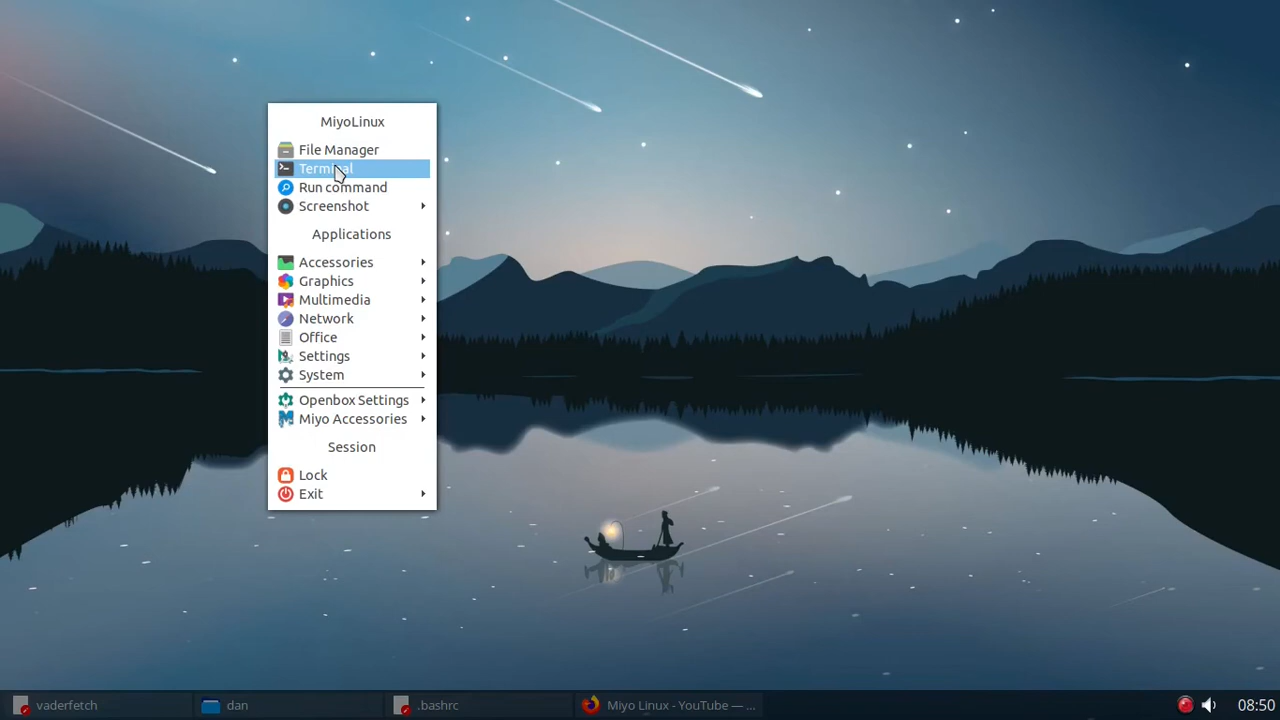 MiyoLinux
File Manager
Terminal
Run command
Screenshot
Applications
Accessories
Graphics
Multimedia
Network
Office
Settings
System
Openbox Settings
Miyo Accessories
Session
Lock
Exit
vaderfetch dan .bashrc Miyo Linux - YouTube — ... 08:50